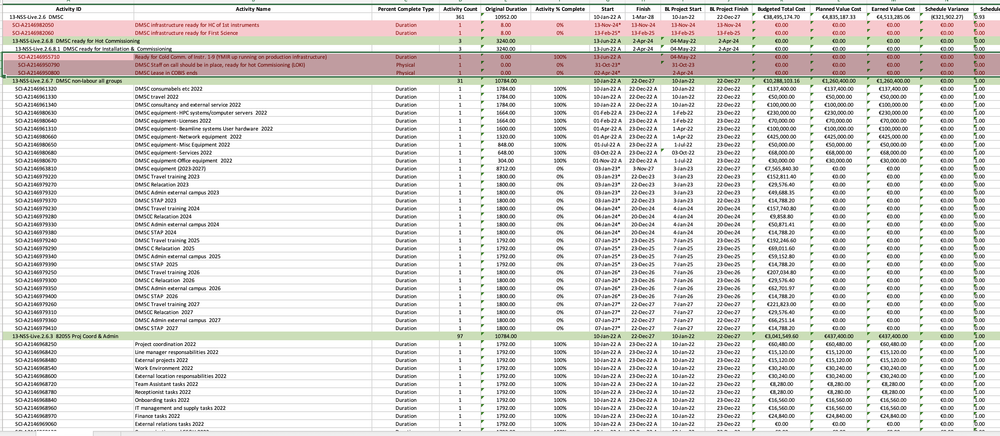 Activity ID Activity Name Percent Complete Type Activity Count Original Duration Activity % Complete Start Finish BL Project Start BL Project Finish Budgeted Total Cost Planned Value Cost Earned Value Cost Schedule Variance Schedule
13-NSS-Live.2.6 DMSC 361 10952.00 10-Jan-22 A 1-Mar-28 10-Jan-22 22-Dec-27 €38,495,174.70 €4,835,187.33 €4,513,285.06 (€321,902.27) 0.93
SCI-A2146982050 DMSC infrastructure ready for HC of 1st instruments Duration 1 8.00 0% 13-Nov-24* 13-Nov-24 13-Nov-24 13-Nov-24 €0.00 €0.00 €0.00 €0.00 0.00
SCI-A2146982060 DMSC infrastructure ready for First Science Duration 1 8.00 0% 13-Feb-25* 13-Feb-25 13-Feb-25 13-Feb-25 €0.00 €0.00 €0.00 €0.00 0.00
13-NSS-Live.2.6.8 DMSC ready for Hot Commissioning 3 3240.00 13-Jun-22 A 2-Apr-24 04-May-22 2-Apr-24 €0.00 €0.00 €0.00 €0.00 0.00
13-NSS-Live.2.6.8.1 DMSC ready for Installation & Commissioning 3 3240.00 13-Jun-22 A 2-Apr-24 04-May-22 2-Apr-24 €0.00 €0.00 €0.00 €0.00 0.00
SCI-A2146955710 Ready for Cold Comm. of Instr. 1-9 (YMIR up running on production infrastructure) Duration 1 0.00 100% 13-Jun-22 A 04-May-22 €0.00 €0.00 €0.00 €0.00 0.00
SCI-A2146950790 DMSC Staff on call should be in place, ready for hot Commisioning (LOKI) Physical 1 0.00 0% 31-Oct-23* 31-Oct-23 €0.00 €0.00 €0.00 €0.00 0.00
SCI-A2146950800 DMSC Lease in COBIS ends Physical 1 0.00 0% 02-Apr-24* 2-Apr-24 €0.00 €0.00 €0.00 €0.00 0.00
13-NSS-Live.2.6.7 DMSC non-labour all groups 31 10784.00 10-Jan-22 A 22-Dec-27 10-Jan-22 22-Dec-27 €10,288,103.16 €1,260,400.00 €1,260,400.00 €0.00 1.00
SCI-A2146961320 DMSC consumabels etc 2022 Duration 1 1784.00 100% 10-Jan-22 A 22-Dec-22 A 10-Jan-22 22-Dec-22 €137,400.00 €137,400.00 €137,400.00 €0.00 1.00
SCI-A2146961330 DMSC travel 2022 Duration 1 1784.00 100% 10-Jan-22 A 22-Dec-22 A 10-Jan-22 22-Dec-22 €50,000.00 €50,000.00 €50,000.00 €0.00 1.00
SCI-A2146961340 DMSC consultancy and external service 2022 Duration 1 1784.00 100% 10-Jan-22 A 22-Dec-22 A 10-Jan-22 22-Dec-22 €100,000.00 €100,000.00 €100,000.00 €0.00 1.00
SCI-A2146980630 DMSC equipment- HPC systems/computer servers 2022 Duration 1 1664.00 100% 01-Feb-22 A 23-Dec-22 A 1-Feb-22 23-Dec-22 €230,000.00 €230,000.00 €230,000.00 €0.00 1.00
SCI-A2146980640 DMSC equipment- Licenses 2022 Duration 1 1664.00 100% 01-Feb-22 A 23-Dec-22 A 1-Feb-22 23-Dec-22 €70,000.00 €70,000.00 €70,000.00 €0.00 1.00
SCI-A2146961310 DMSC equipment- Beamline systems User hardware 2022 Duration 1 1600.00 100% 01-Apr-22 A 23-Dec-22 A 1-Apr-22 23-Dec-22 €100,000.00 €100,000.00 €100,000.00 €0.00 1.00
SCI-A2146980660 DMSC equipment- Network equipment 2022 Duration 1 1320.00 100% 01-Apr-22 A 23-Dec-22 A 1-Apr-22 23-Dec-22 €425,000.00 €425,000.00 €425,000.00 €0.00 1.00
SCI-A2146980650 DMSC equipment- Misc Equipment 2022 Duration 1 848.00 100% 01-Jul-22 A 23-Dec-22 A 1-Jul-22 23-Dec-22 €50,000.00 €50,000.00 €50,000.00 €0.00 1.00
SCI-A2146980680 DMSC equipment- Services 2022 Duration 1 648.00 100% 03-Oct-22 A 23-Dec-22 A 03-Oct-22 23-Dec-22 €68,000.00 €68,000.00 €68,000.00 €0.00 1.00
SCI-A2146980670 DMSC equipment-Office equipment 2022 Duration 1 304.00 100% 01-Nov-22 A 22-Dec-22 A 1-Jul-22 23-Dec-22 €30,000.00 €30,000.00 €30,000.00 €0.00 1.00
SCI-A2146963810 DMSC equipment (2023-2027) Duration 1 8712.00 0% 03-Jan-23* 3-Nov-27 3-Jan-23 22-Dec-27 €7,565,840.30 €0.00 €0.00 €0.00 0.00
SCI-A2146979220 DMSC Travel training 2023 Duration 1 1800.00 0% 03-Jan-23* 22-Dec-23 3-Jan-23 22-Dec-23 €152,811.40 €0.00 €0.00 €0.00 0.00
SCI-A2146979270 DMSC Relacation 2023 Duration 1 1800.00 0% 03-Jan-23* 22-Dec-23 3-Jan-23 22-Dec-23 €29,576.40 €0.00 €0.00 €0.00 0.00
SCI-A2146979320 DMSC Admin external campus 2023 Duration 1 1800.00 0% 03-Jan-23* 22-Dec-23 3-Jan-23 22-Dec-23 €49,688.35 €0.00 €0.00 €0.00 0.00
SCI-A2146979370 DMSC STAP 2023 Duration 1 1800.00 0% 03-Jan-23* 22-Dec-23 3-Jan-23 22-Dec-23 €14,788.20 €0.00 €0.00 €0.00 0.00
SCI-A2146979230 DMSC Travel training 2024 Duration 1 1800.00 0% 04-Jan-24* 20-Dec-24 4-Jan-24 20-Dec-24 €157,740.80 €0.00 €0.00 €0.00 0.00
SCI-A2146979280 DMSCC Relacation 2024 Duration 1 1800.00 0% 04-Jan-24* 20-Dec-24 4-Jan-24 20-Dec-24 €9,858.80 €0.00 €0.00 €0.00 0.00
SCI-A2146979330 DMSC Admin external campus 2024 Duration 1 1800.00 0% 04-Jan-24* 20-Dec-24 4-Jan-24 20-Dec-24 €50,871.41 €0.00 €0.00 €0.00 0.00
SCI-A2146979380 DMSC STAP 2024 Duration 1 1800.00 0% 04-Jan-24* 20-Dec-24 4-Jan-24 20-Dec-24 €14,788.20 €0.00 €0.00 €0.00 0.00
SCI-A2146979240 DMSC Travel training 2025 Duration 1 1792.00 0% 07-Jan-25* 23-Dec-25 7-Jan-25 23-Dec-25 €192,246.60 €0.00 €0.00 €0.00 0.00
SCI-A2146979290 DMSC C Relacation 2025 Duration 1 1792.00 0% 07-Jan-25* 23-Dec-25 7-Jan-25 23-Dec-25 €69,011.60 €0.00 €0.00 €0.00 0.00
SCI-A2146979340 DMSC Admin external campus 2025 Duration 1 1792.00 0% 07-Jan-25* 23-Dec-25 7-Jan-25 23-Dec-25 €59,152.80 €0.00 €0.00 €0.00 0.00
SCI-A2146979390 DMSC STAP 2025 Duration 1 1792.00 0% 07-Jan-25* 23-Dec-25 7-Jan-25 23-Dec-25 €14,788.20 €0.00 €0.00 €0.00 0.00
SCI-A2146979250 DMSC Travel training 2026 Duration 1 1800.00 0% 07-Jan-26* 23-Dec-26 7-Jan-26 23-Dec-26 €207,034.80 €0.00 €0.00 €0.00 0.00
SCI-A2146979300 DMSC C Relacation 2026 Duration 1 1800.00 0% 07-Jan-26* 23-Dec-26 7-Jan-26 23-Dec-26 €29,576.40 €0.00 €0.00 €0.00 0.00
SCI-A2146979350 DMSC Admin external campus 2026 Duration 1 1800.00 0% 07-Jan-26* 23-Dec-26 7-Jan-26 23-Dec-26 €62,701.97 €0.00 €0.00 €0.00 0.00
SCI-A2146979400 DMSC STAP 2026 Duration 1 1800.00 0% 07-Jan-26* 23-Dec-26 7-Jan-26 23-Dec-26 €14,788.20 €0.00 €0.00 €0.00 0.00
SCI-A2146979260 DMSC Travel training 2027 Duration 1 1800.00 0% 07-Jan-27* 22-Dec-27 7-Jan-27 22-Dec-27 €221,823.00 €0.00 €0.00 €0.00 0.00
SCI-A2146979310 DMSCC Relacation 2027 Duration 1 1800.00 0% 07-Jan-27* 22-Dec-27 7-Jan-27 22-Dec-27 €29,576.40 €0.00 €0.00 €0.00 0.00
SCI-A2146979360 DMSC Admin external campus 2027 Duration 1 1800.00 0% 07-Jan-27* 22-Dec-27 7-Jan-27 22-Dec-27 €66,251.14 €0.00 €0.00 €0.00 0.00
SCI-A2146979410 DMSC STAP 2027 Duration 1 1800.00 0% 07-Jan-27* 22-Dec-27 7-Jan-27 22-Dec-27 €14,788.20 €0.00 €0.00 €0.00 0.00
13-NSS-Live.2.6.3 82055 Proj Coord & Admin 97 10784.00 10-Jan-22 A 22-Dec-27 10-Jan-22 22-Dec-27 €3,041,549.60 €437,400.00 €437,400.00 €0.00 1.00
SCI-A2146968250 Project coordination 2022 Duration 1 1792.00 100% 10-Jan-22 A 23-Dec-22 A 10-Jan-22 23-Dec-22 €60,480.00 €60,480.00 €60,480.00 €0.00 1.00
SCI-A2146968420 Line manager responsabilities 2022 Duration 1 1792.00 100% 10-Jan-22 A 23-Dec-22 A 10-Jan-22 23-Dec-22 €15,120.00 €15,120.00 €15,120.00 €0.00 1.00
SCI-A2146968480 External projects 2022 Duration 1 1792.00 100% 10-Jan-22 A 23-Dec-22 A 10-Jan-22 23-Dec-22 €15,120.00 €15,120.00 €15,120.00 €0.00 1.00
SCI-A2146968540 Work Environment 2022 Duration 1 1792.00 100% 10-Jan-22 A 23-Dec-22 A 10-Jan-22 23-Dec-22 €30,240.00 €30,240.00 €30,240.00 €0.00 1.00
SCI-A2146968600 External location responsabilities 2022 Duration 1 1792.00 100% 10-Jan-22 A 23-Dec-22 A 10-Jan-22 23-Dec-22 €30,240.00 €30,240.00 €30,240.00 €0.00 1.00
SCI-A2146968720 Team Assistant tasks 2022 Duration 1 1792.00 100% 10-Jan-22 A 23-Dec-22 A 10-Jan-22 23-Dec-22 €8,280.00 €8,280.00 €8,280.00 €0.00 1.00
SCI-A2146968780 Receptionist tasks 2022 Duration 1 1792.00 100% 10-Jan-22 A 23-Dec-22 A 10-Jan-22 23-Dec-22 €8,280.00 €8,280.00 €8,280.00 €0.00 1.00
SCI-A2146968840 Onboarding tasks 2022 Duration 1 1792.00 100% 10-Jan-22 A 23-Dec-22 A 10-Jan-22 23-Dec-22 €16,560.00 €16,560.00 €16,560.00 €0.00 1.00
SCI-A2146968960 IT management and supply tasks 2022 Duration 1 1792.00 100% 10-Jan-22 A 23-Dec-22 A 10-Jan-22 23-Dec-22 €16,560.00 €16,560.00 €16,560.00 €0.00 1.00
SCI-A2146968970 Finance tasks 2022 Duration 1 1792.00 100% 10-Jan-22 A 23-Dec-22 A 10-Jan-22 23-Dec-22 €24,840.00 €24,840.00 €24,840.00 €0.00 1.00
SCI-A2146969060 External relations tasks 2022 Duration 1 1792.00 100% 10-Jan-22 A 23-Dec-22 A 10-Jan-22 23-Dec-22 €0.00 €0.00 €0.00 €0.00 1.00